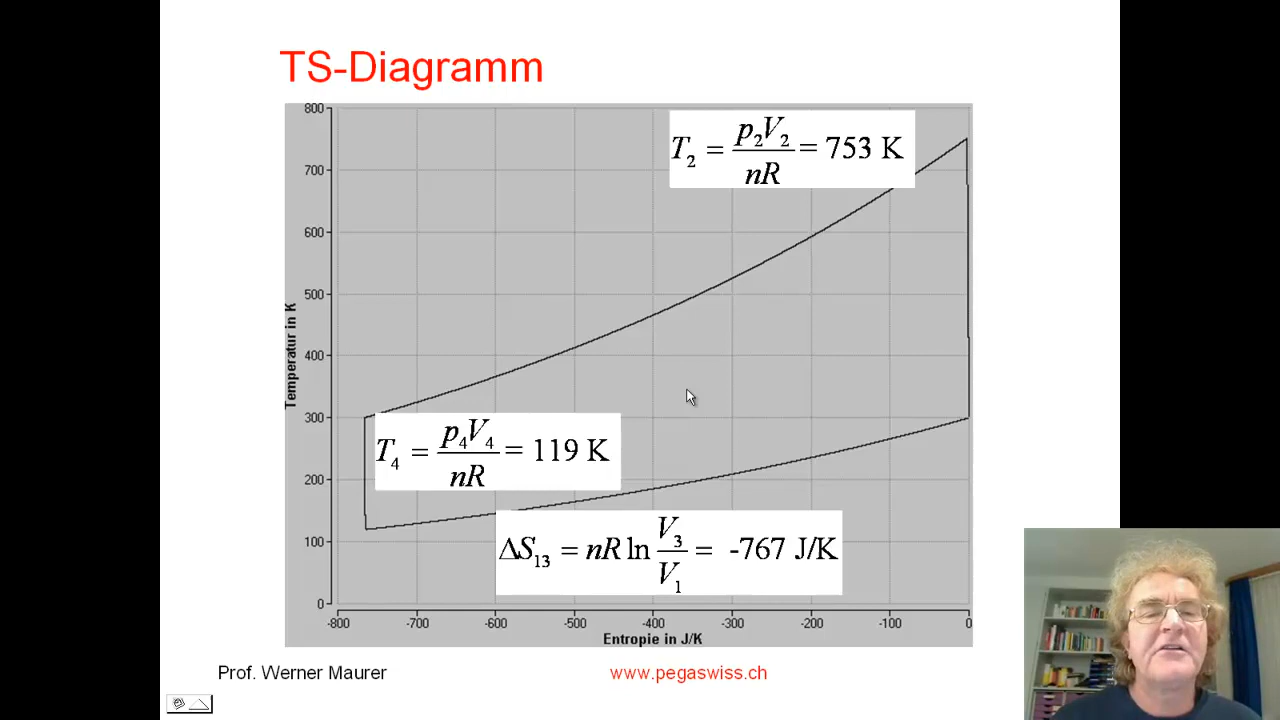 TS-Diagramm
800
700
600
500
400
300
200
100
0
Temperatur in K
T₂ = p₂V₂/nR = 753 K
T₄ = p₄V₄/nR = 119 K
ΔS₁₃ = nR ln V₃/V₁ = -767 J/K
-800 -700 -600 -500 -400 -300 -200 -100 0
Entropie in J/K
Prof. Werner Maurer
www.pegaswiss.ch